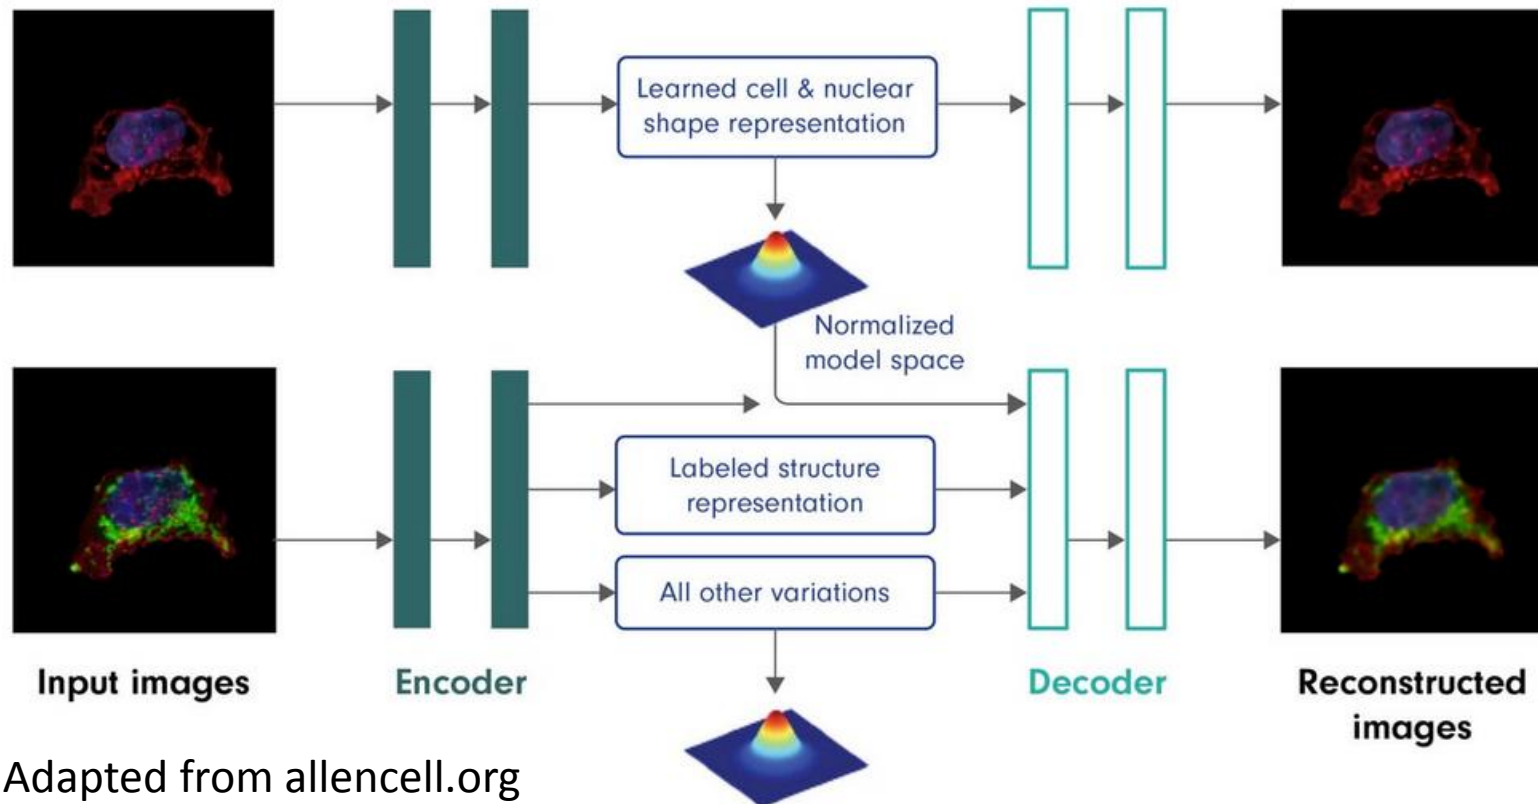 Learned cell & nuclear
shape representation
Normalized
model space
Labeled structure
representation
All other variations
Input images
Encoder
Decoder
Reconstructed
images
Adapted from allencell.org